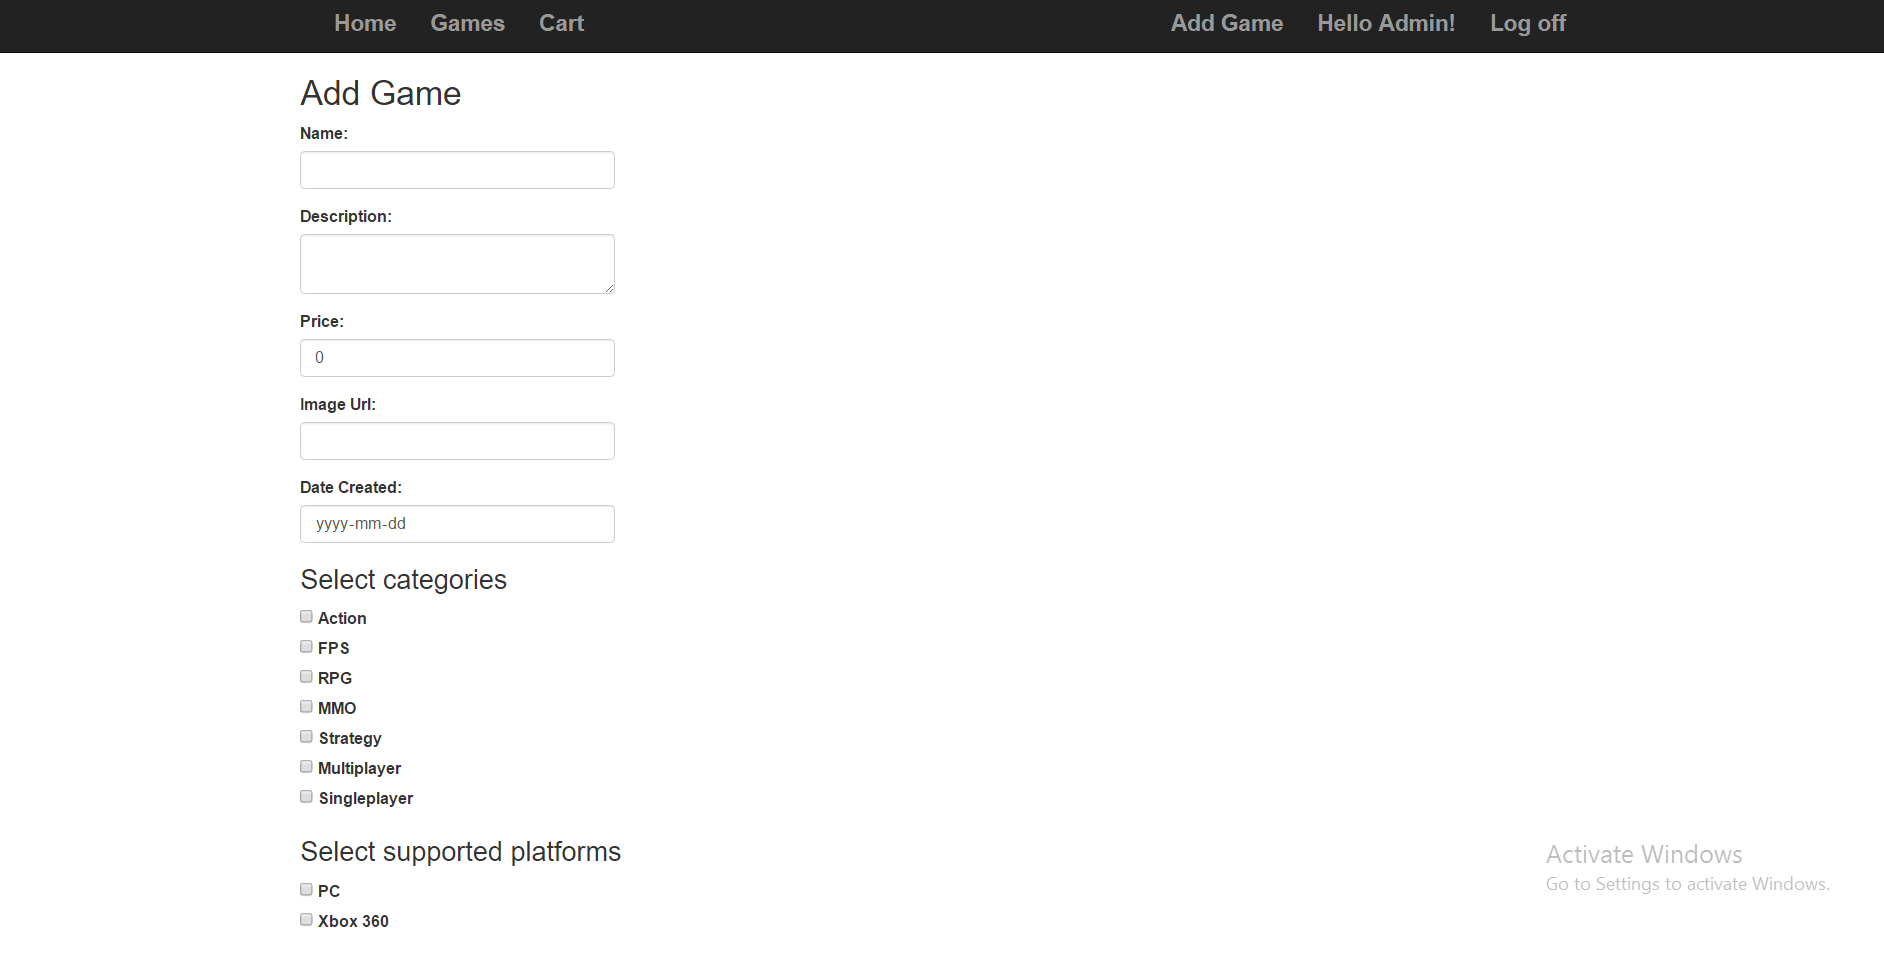 Home Games Cart Add Game Hello Admin! Log off
Add Game
Name:
Description:
Price:
0
Image Url:
Date Created:
yyyy-mm-dd
Select categories
Action
FPS
RPG
MMO
Strategy
Multiplayer
Singleplayer
Select supported platforms
PC
Xbox 360
Activate Windows
Go to Settings to activate Windows.